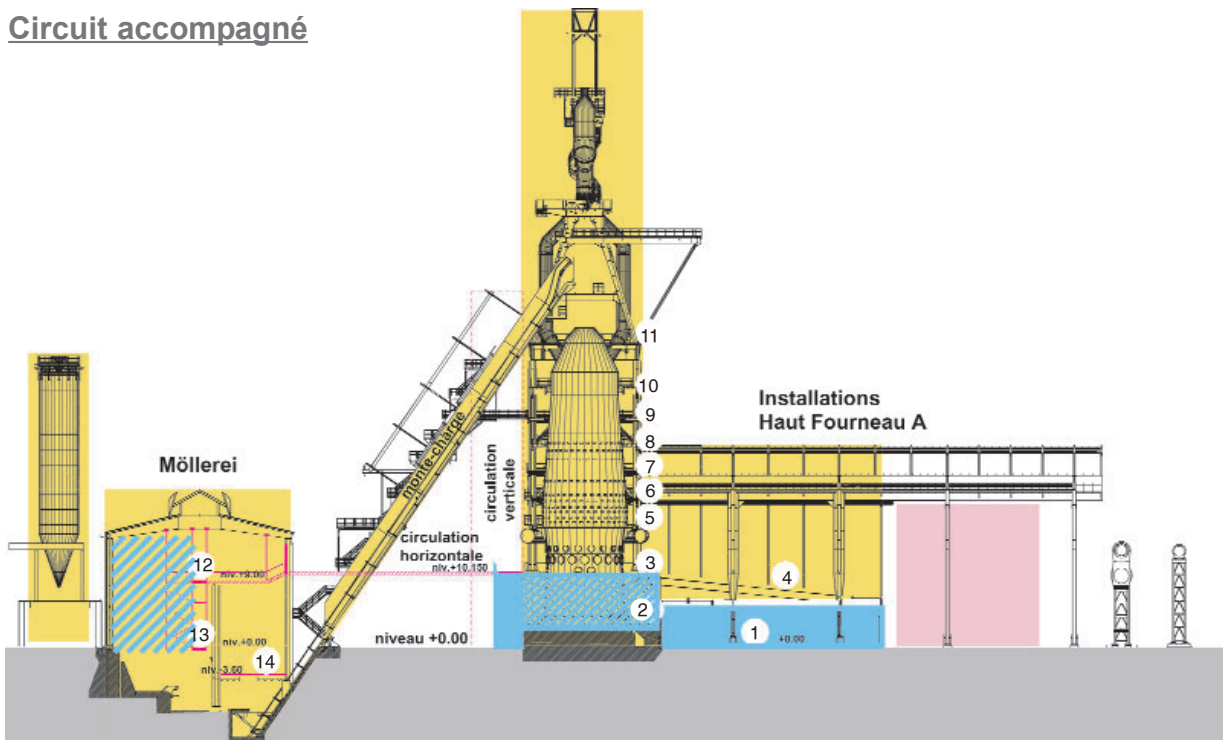 Circuit accompagné
11
10
9
8
7
6
5
3
4
2
1
+0.00
Installations
Haut Fourneau A
Möllerei
monte-charge
circulation
verticale
circulation
horizontale
niv.+10.150
niveau +0.00
12
niv.+9.00
13
niv.+0.00
14
niv.-3.60